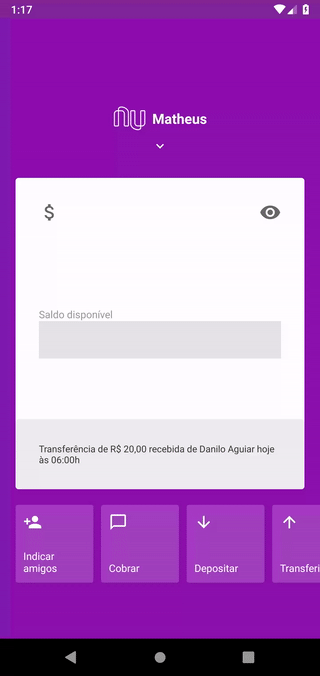 1:17
nu Matheus
$
Saldo disponível
Transferência de R$ 20,00 recebida de Danilo Aguiar hoje
às 06:00h
Indicar
amigos
Cobrar
Depositar
Transferi